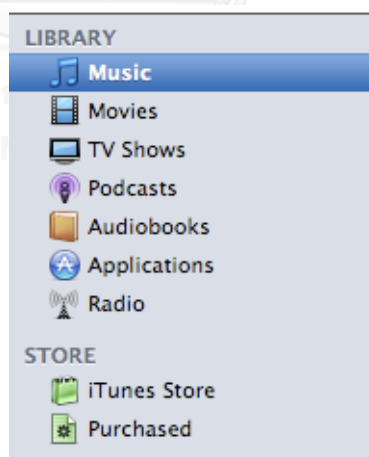 LIBRARY
Music
Movies
TV Shows
Podcasts
Audiobooks
Applications
Radio
STORE
iTunes Store
Purchased